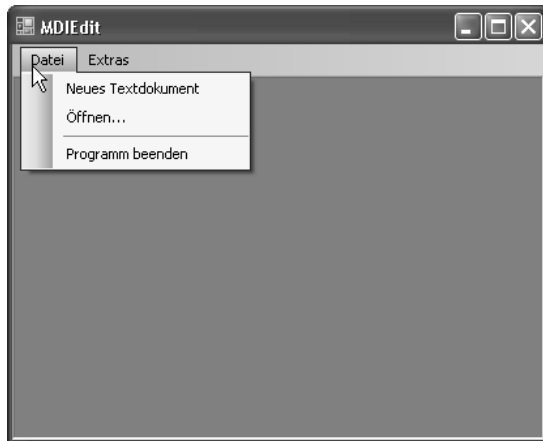 MDIEdit
Datei Extras
Neues Textdokument
Öffnen...
Programm beenden